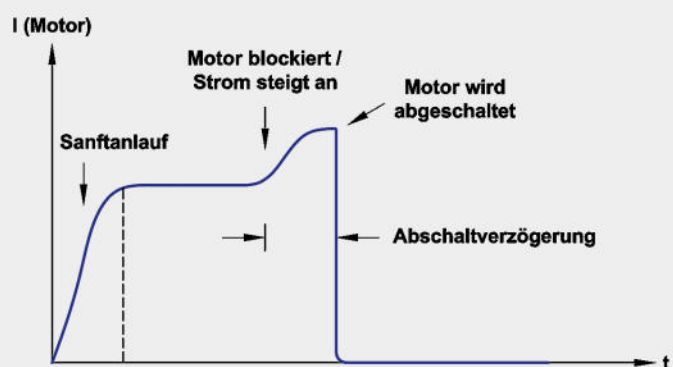 I (Motor)
Motor blockiert /
Strom steigt an
Motor wird
abgeschaltet
Sanftanlauf
Abschaltverzögerung
t